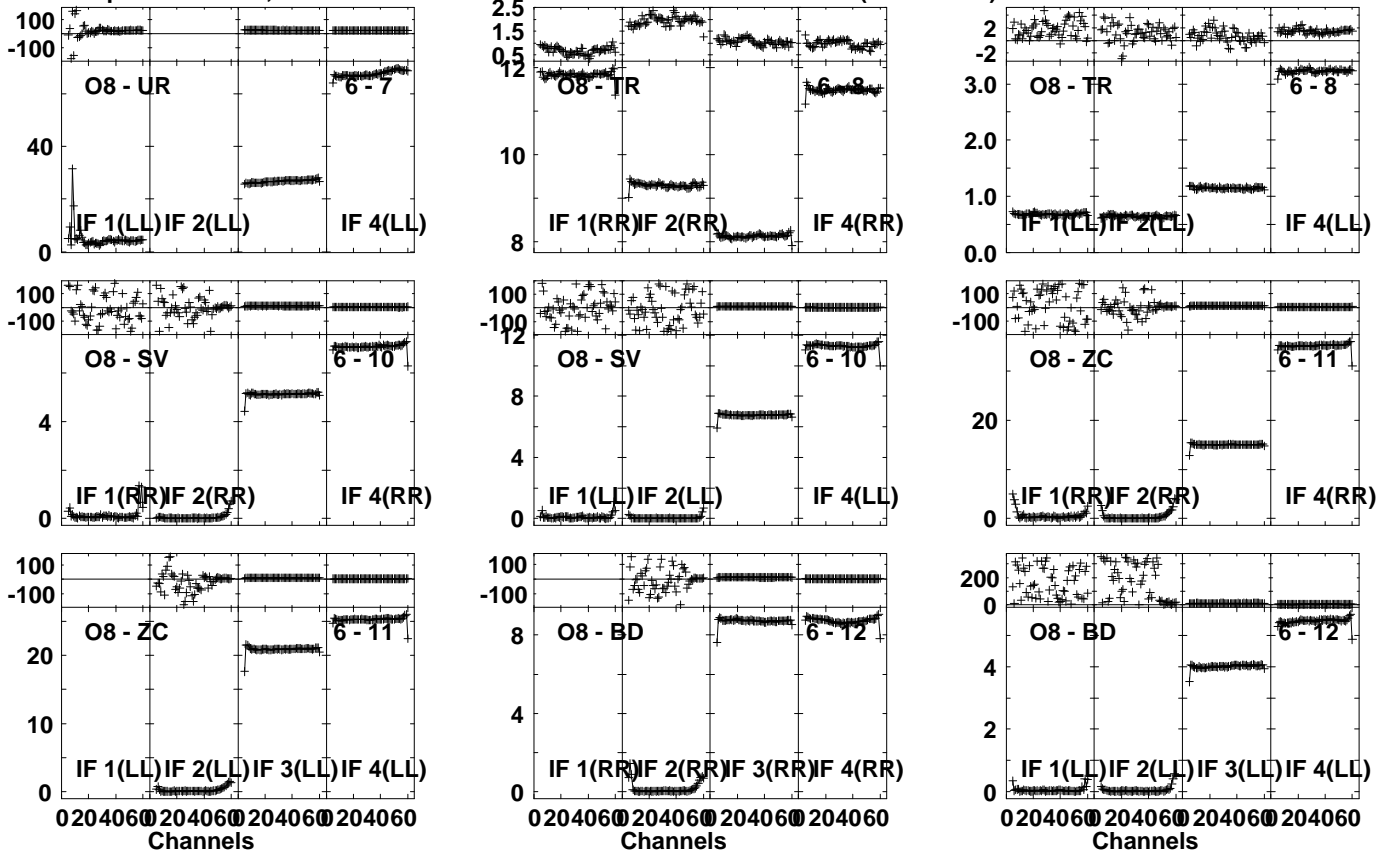 100
-100
O8 - UR
6 - 7
40
0
IF 1(LL)
IF 2(LL)
IF 4(LL)
2.5
1.5
0.5
12
O8 - TR
6 - 8
10
8
IF 1(RR)
IF 2(RR)
IF 4(RR)
2
-2
3.0
O8 - TR
6 - 8
2.0
1.0
0.0
IF 1(LL)
IF 2(LL)
IF 4(LL)
100
-100
O8 - SV
6 - 10
4
0
IF 1(RR)
IF 2(RR)
IF 4(RR)
100
-100
12
O8 - SV
6 - 10
8
4
0
IF 1(LL)
IF 2(LL)
IF 4(LL)
100
-100
O8 - ZC
6 - 11
20
0
IF 1(RR)
IF 2(RR)
IF 4(RR)
100
-100
O8 - ZC
6 - 11
20
10
0
IF 1(LL)
IF 2(LL)
IF 3(LL)
IF 4(LL)
100
-100
O8 - BD
6 - 12
8
4
0
IF 1(RR)
IF 2(RR)
IF 3(RR)
IF 4(RR)
200
0
O8 - BD
6 - 12
4
2
0
IF 1(LL)
IF 2(LL)
IF 3(LL)
IF 4(LL)
0 20 40 60 0 20 40 60 0 20 40 60 0 20 40 60
Channels
0 20 40 60 0 20 40 60 0 20 40 60 0 20 40 60
Channels
0 20 40 60 0 20 40 60 0 20 40 60 0 20 40 60
Channels